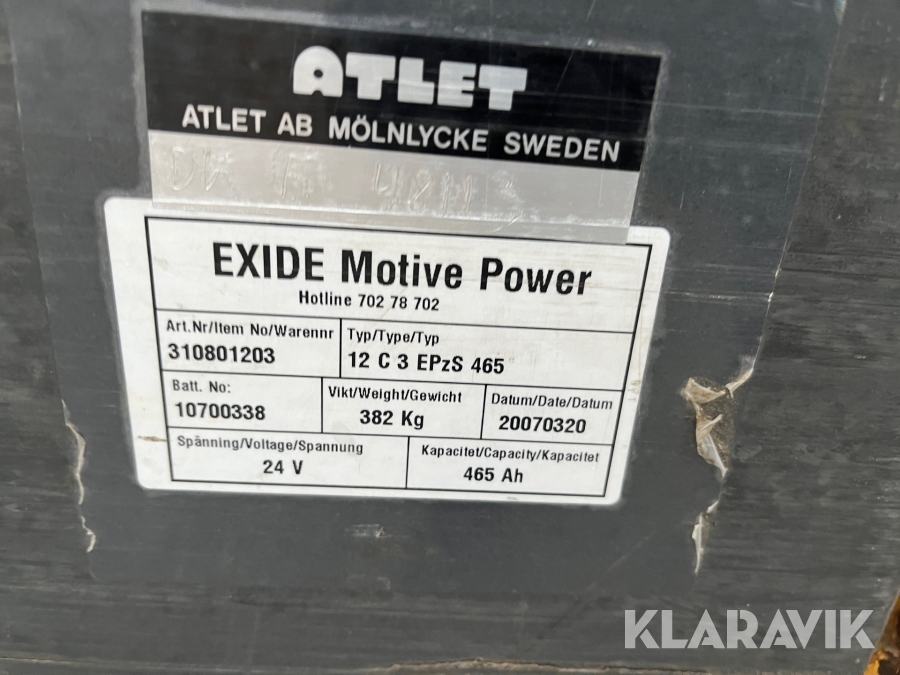 ATLET
ATLET AB MÖLNLYCKE SWEDEN
EXIDE Motive Power
Hotline 702 78 702
Art.Nr/Item No/Warennr
310801203
Typ/Type/Typ
12 C 3 EPzS 465
Batt. No:
10700338
Vikt/Weight/Gewicht
382 Kg
Datum/Date/Datum
20070320
Spånning/Voltage/Spannung
24 V
Kapacitet/Capacity/Kapacitet
465 Ah
KLARAVIK